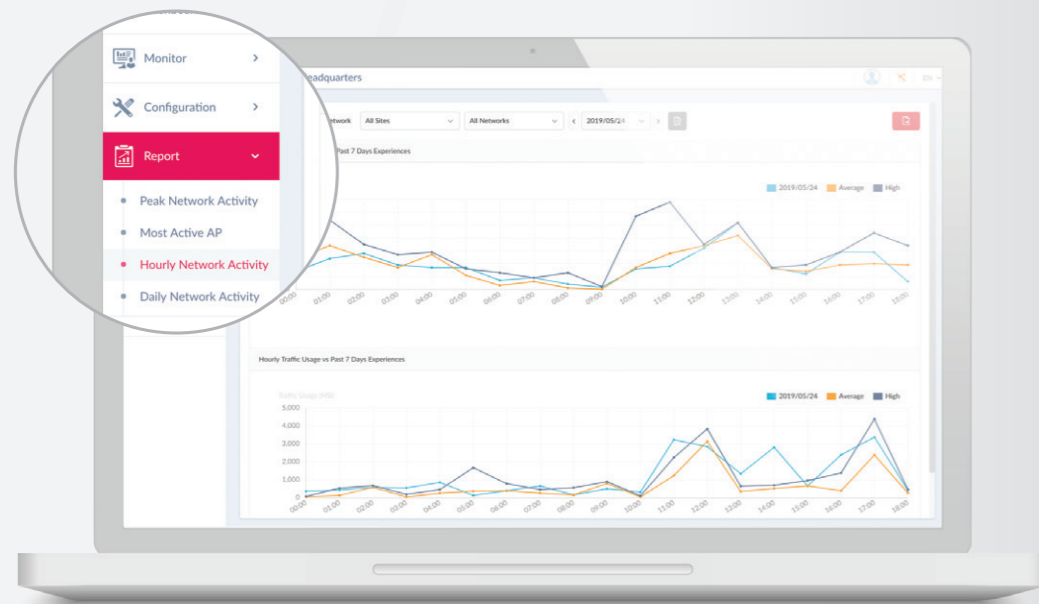 Monitor
Configuration
Report
Peak Network Activity
Most Active AP
Hourly Network Activity
Daily Network Activity
eadquarters
EN
twork All Sites All Networks 2019/05/24
Past 7 Days Experiences
2019/05/24 Average High
00:00 01:00 02:00 03:00 04:00 05:00 06:00 07:00 08:00 09:00 10:00 11:00 12:00 13:00 14:00 15:00 16:00 17:00 18:00
Hourly Traffic Usage vs Past 7 Days Experiences
Traffic Usage (MB)
2019/05/24 Average High
5,000
4,000
3,000
2,000
1,000
0
00:00 01:00 02:00 03:00 04:00 05:00 06:00 07:00 08:00 09:00 10:00 11:00 12:00 13:00 14:00 15:00 16:00 17:00 18:00